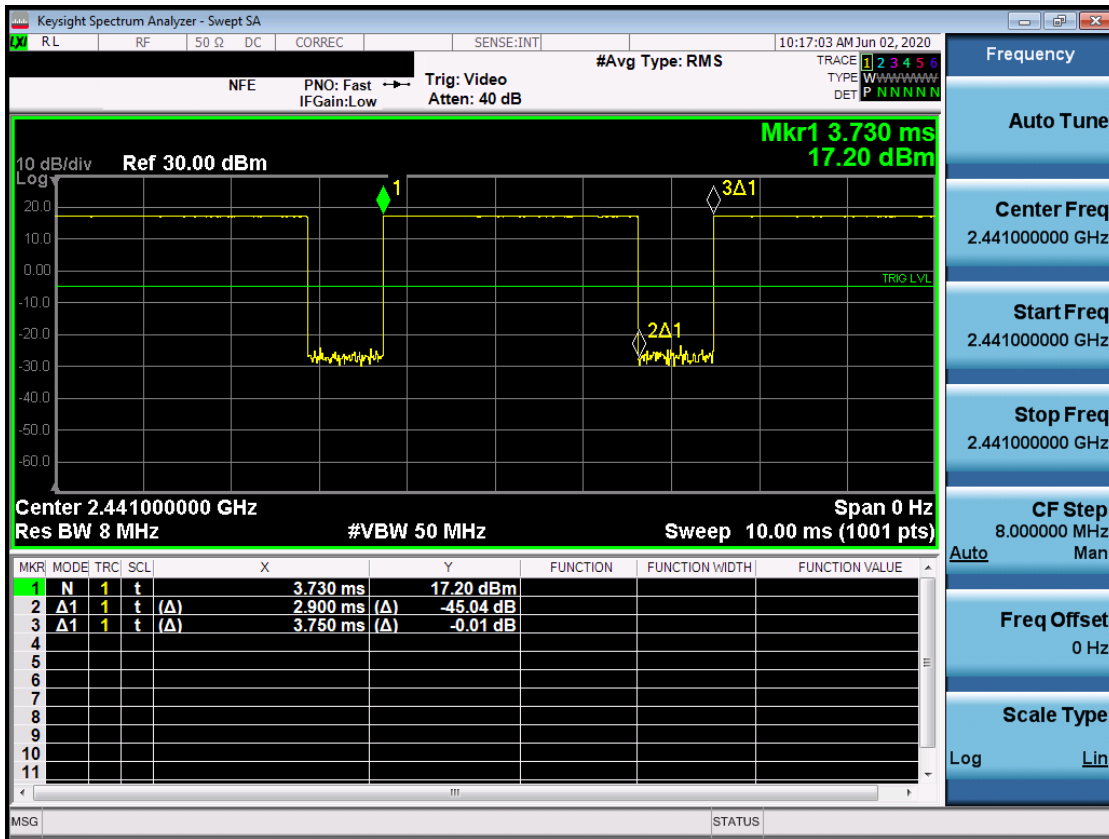 Keysight Spectrum Analyzer - Swept SA
LXI RL RF 50 Ω DC CORREC SENSE:INT 10:17:03 AM Jun 02, 2020
#Avg Type: RMS TRACE 1 2 3 4 5 6
NFE PNO: Fast Trig: Video TYPE WWWWWWW
IFGain:Low Atten: 40 dB DET P N N N N N
Mkr1 3.730 ms
17.20 dBm
10 dB/div Ref 30.00 dBm
Log
1
3Δ1
20.0
10.0
0.00
TRIG LVL
-10.0
-20.0
2Δ1
-30.0
-40.0
-50.0
-60.0
Center 2.441000000 GHz Span 0 Hz
Res BW 8 MHz #VBW 50 MHz Sweep 10.00 ms (1001 pts)
MKR MODE TRC SCL X Y FUNCTION FUNCTION WIDTH FUNCTION VALUE
1 N 1 t 3.730 ms 17.20 dBm
2 Δ1 1 t (Δ) 2.900 ms (Δ) -45.04 dB
3 Δ1 1 t (Δ) 3.750 ms (Δ) -0.01 dB
4
5
6
7
8
9
10
11
MSG STATUS
Frequency
Auto Tune
Center Freq
2.441000000 GHz
Start Freq
2.441000000 GHz
Stop Freq
2.441000000 GHz
CF Step
8.000000 MHz
Auto Man
Freq Offset
0 Hz
Scale Type
Log Lin